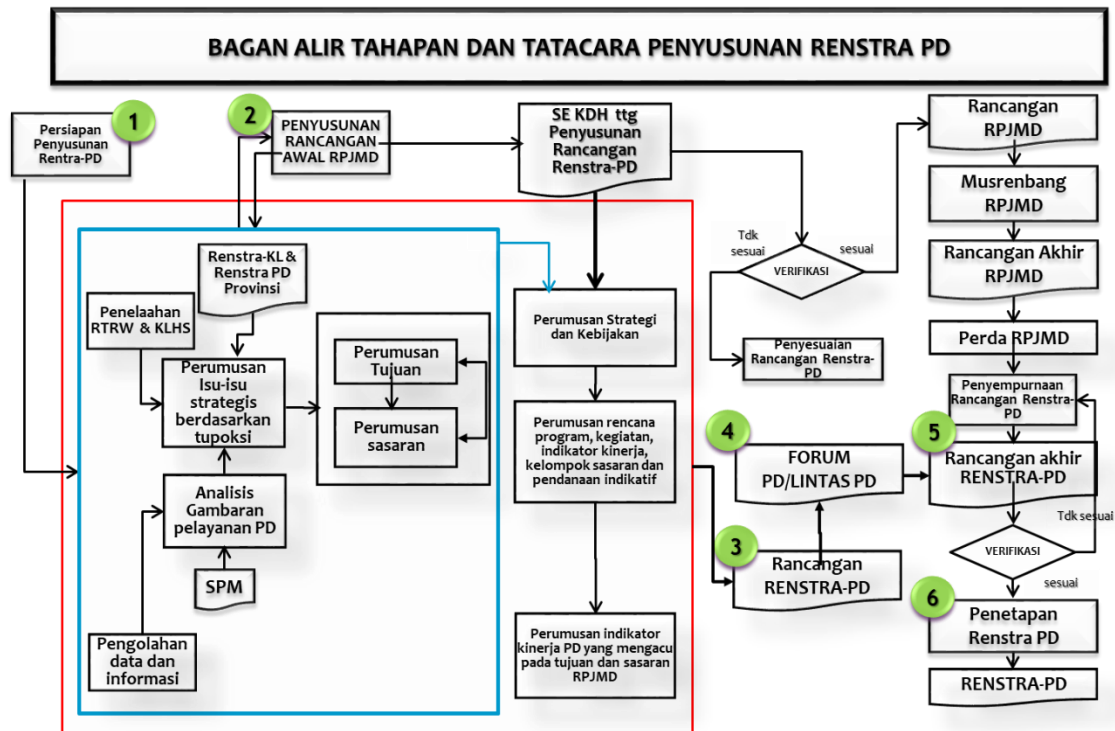 BAGAN ALIR TAHAPAN DAN TATACARA PENYUSUNAN RENSTRA PD
1
Persiapan
Penyusunan
Rentra-PD
2
PENYUSUNAN
RANCANGAN
AWAL RPJMD
SE KDH ttg
Penyusunan
Rancangan
Renstra-PD
Rancangan
RPJMD
Musrenbang
RPJMD
Rancangan Akhir
RPJMD
Perda RPJMD
Penyempurnaan
Rancangan Renstra-
PD
Tdk
sesuai
sesuai
VERIFIKASI
Penyesuaian
Rancangan Renstra-
PD
Renstra-KL &
Renstra PD
Provinsi
Penelaahan
RTRW & KLHS
Perumusan
Isu-isu
strategis
berdasarkan
tupoksi
Perumusan
Tujuan
Perumusan
sasaran
Analisis
Gambaran
pelayanan PD
SPM
Pengolahan
data dan
informasi
Perumusan Strategi
dan Kebijakan
Perumusan rencana
program, kegiatan,
indikator kinerja,
kelompok sasaran dan
pendanaan indikatif
Perumusan indikator
kinerja PD yang mengacu
pada tujuan dan sasaran
RPJMD
3
Rancangan
RENSTRA-PD
4
FORUM
PD/LINTAS PD
5
Rancangan akhir
RENSTRA-PD
Tdk sesuai
VERIFIKASI
sesuai
6
Penetapan
Renstra PD
RENSTRA-PD